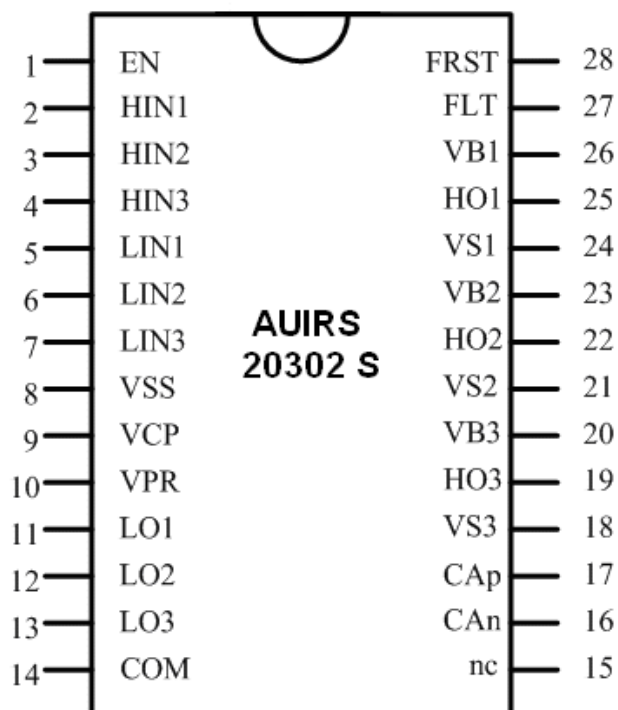 1 EN FRST 28
2 HIN1 FLT 27
3 HIN2 VB1 26
4 HIN3 HO1 25
5 LIN1 VS1 24
6 LIN2 VB2 23
7 LIN3 HO2 22
AUIRS
20302 S
8 VSS VS2 21
9 VCP VB3 20
10 VPR HO3 19
11 LO1 VS3 18
12 LO2 CAp 17
13 LO3 CAn 16
14 COM nc 15